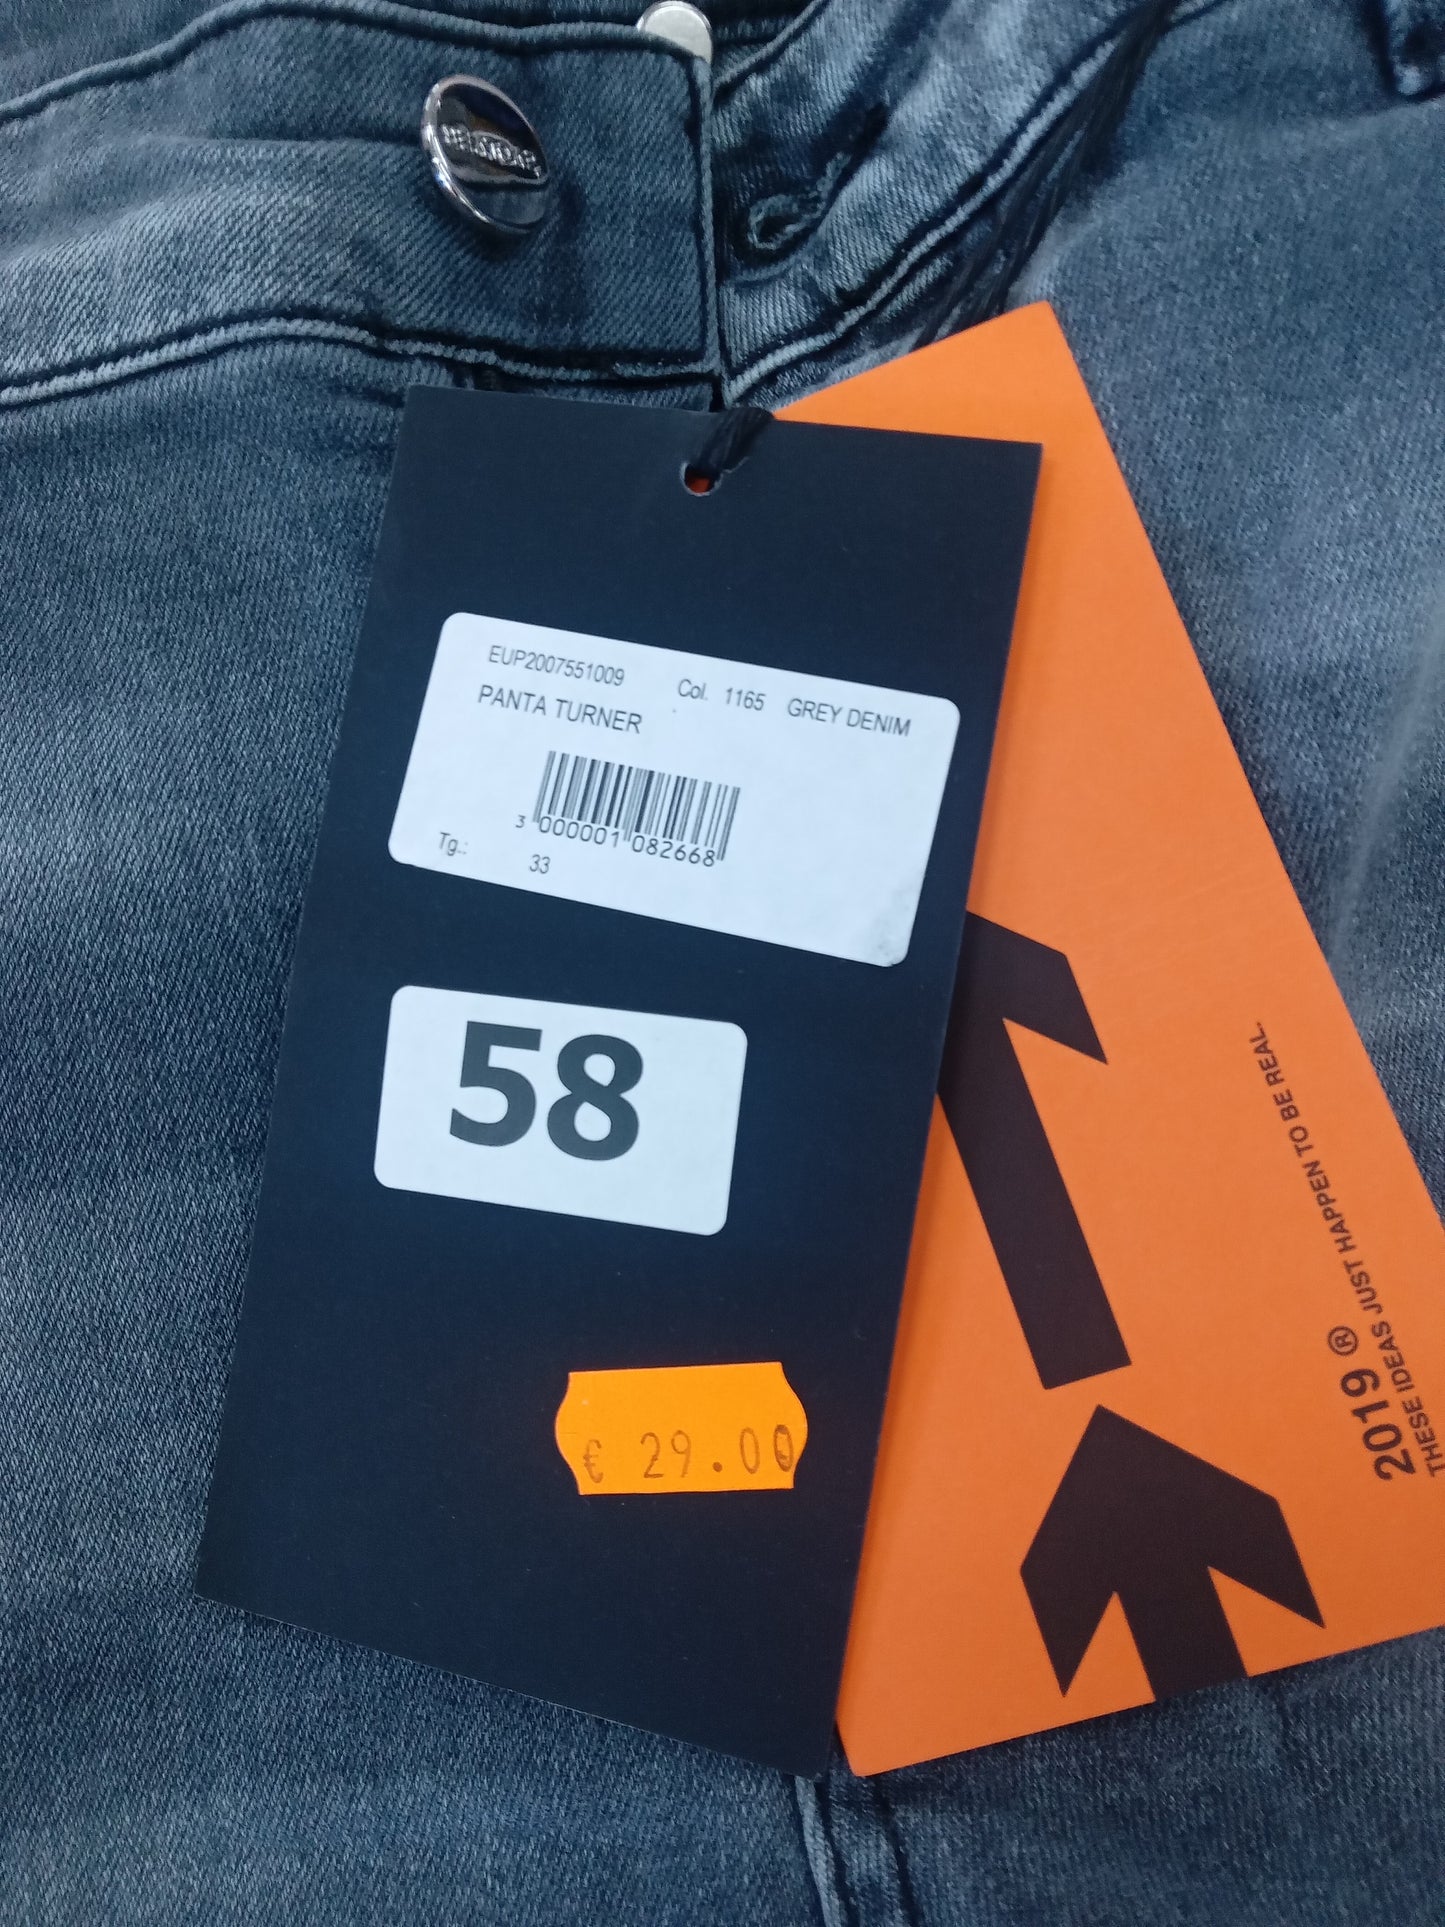 EUP2007551009 Col. 1165 GREY DENIM
PANTA TURNER
3 000001 082668
Tg.: 33
58
€ 29.00
2019 ®
THESE IDEAS JUST HAPPEN TO BE REAL.